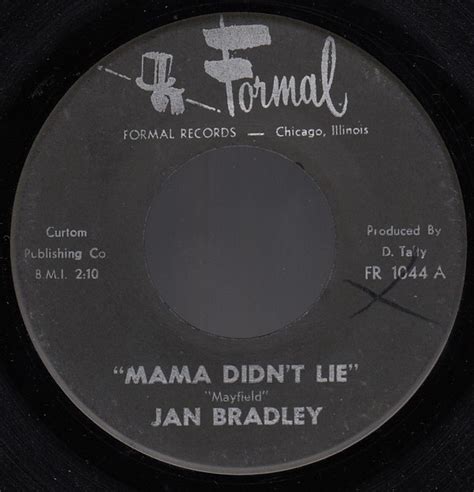 Formal
FORMAL RECORDS — Chicago, Illinois
Curtom
Publishing Co.
B.M.I. 2:10
Produced By
D. Talty
FR 1044 A
"MAMA DIDN'T LIE"
"Mayfield"
JAN BRADLEY